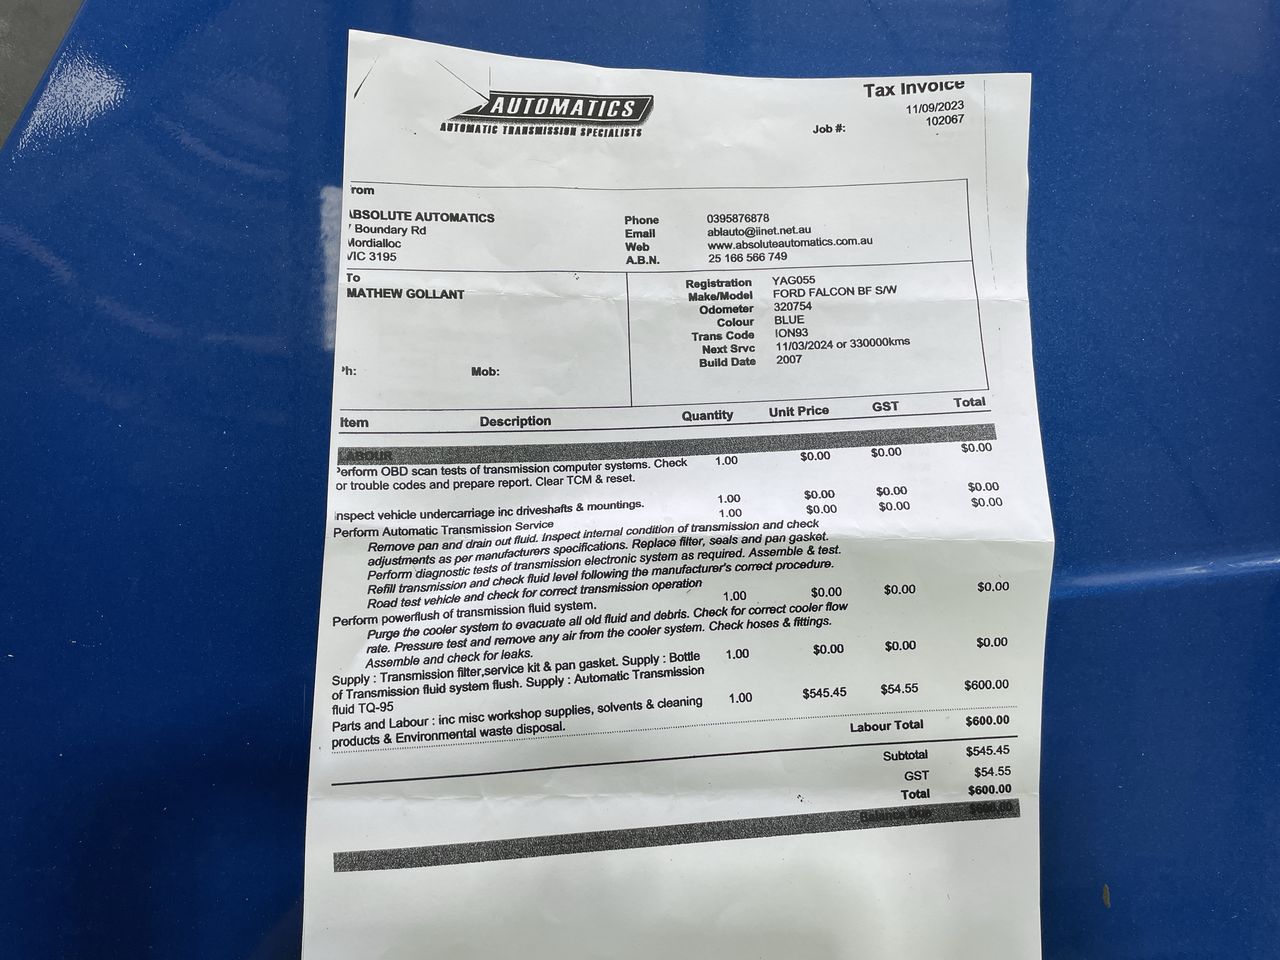 AUTOMATICS
AUTOMATIC TRANSMISSION SPECIALISTS
Tax Invoice
11/09/2023
Job #: 102067
rom
ABSOLUTE AUTOMATICS
Boundary Rd
Mordialloc
VIC 3195
Phone 0395876878
Email ablauto@iinet.net.au
Web www.absoluteautomatics.com.au
A.B.N. 25 166 566 749
To
MATHEW GOLLANT
Ph:
Mob:
Registration YAG055
Make/Model FORD FALCON BF S/W
Odometer 320754
Colour BLUE
Trans Code ION93
Next Srvc 11/03/2024 or 330000kms
Build Date 2007
Item Description Quantity Unit Price GST Total
LABOUR
Perform OBD scan tests of transmission computer systems. Check 1.00 $0.00 $0.00 $0.00
or trouble codes and prepare report. Clear TCM & reset.
Inspect vehicle undercarriage inc driveshafts & mountings. 1.00 $0.00 $0.00 $0.00
Perform Automatic Transmission Service 1.00 $0.00 $0.00 $0.00
Remove pan and drain out fluid. Inspect internal condition of transmission and check
adjustments as per manufacturers specifications. Replace filter, seals and pan gasket.
Perform diagnostic tests of transmission electronic system as required. Assemble & test.
Refill transmission and check fluid level following the manufacturer's correct procedure.
Road test vehicle and check for correct transmission operation
Perform powerflush of transmission fluid system. 1.00 $0.00 $0.00 $0.00
Purge the cooler system to evacuate all old fluid and debris. Check for correct cooler flow
rate. Pressure test and remove any air from the cooler system. Check hoses & fittings.
Assemble and check for leaks.
Supply : Transmission filter,service kit & pan gasket. Supply : Bottle 1.00 $0.00 $0.00 $0.00
of Transmission fluid system flush. Supply : Automatic Transmission
fluid TQ-95
Parts and Labour : inc misc workshop supplies, solvents & cleaning 1.00 $545.45 $54.55 $600.00
products & Environmental waste disposal.
Labour Total $600.00
Subtotal $545.45
GST $54.55
Total $600.00
Balance Due $600.00